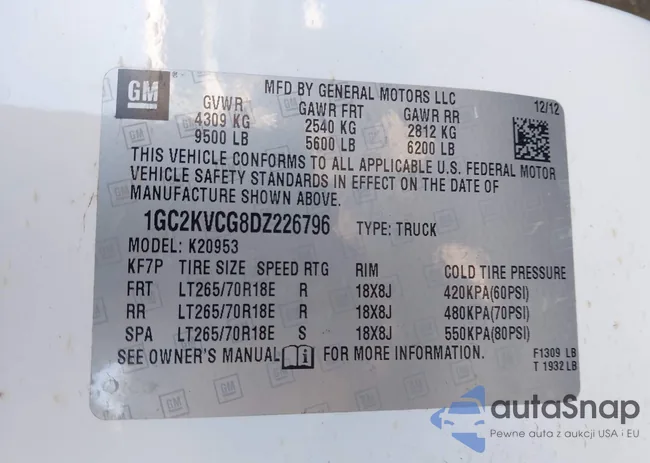 GM
MFD BY GENERAL MOTORS LLC
GVWR GAWR FRT GAWR RR 12/12
4309 KG 2540 KG 2812 KG
9500 LB 5600 LB 6200 LB
THIS VEHICLE CONFORMS TO ALL APPLICABLE U.S. FEDERAL MOTOR
VEHICLE SAFETY STANDARDS IN EFFECT ON THE DATE OF
MANUFACTURE SHOWN ABOVE.
1GC2KVCG8DZ226796 TYPE: TRUCK
MODEL: K20953
KF7P TIRE SIZE SPEED RTG RIM COLD TIRE PRESSURE
FRT LT265/70R18E R 18X8J 420KPA(60PSI)
RR LT265/70R18E R 18X8J 480KPA(70PSI)
SPA LT265/70R18E S 18X8J 550KPA(80PSI)
SEE OWNER'S MANUAL FOR MORE INFORMATION.
F1309 LB
T 1932 LB
autaSnap
Pewne auta z aukcji USA i EU